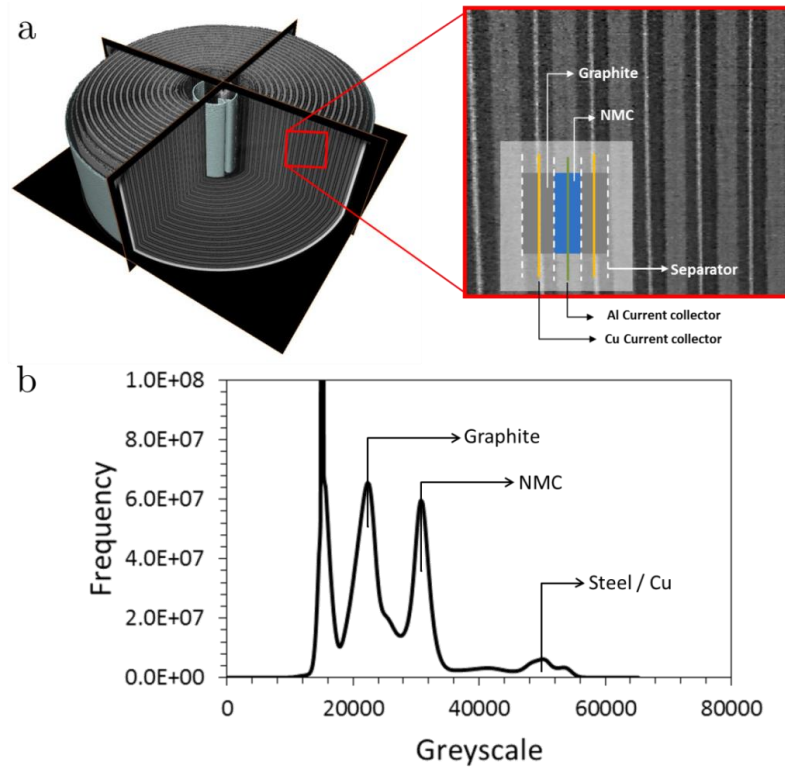 a
Graphite
NMC
Separator
Al Current collector
Cu Current collector
b
1.0E+08
8.0E+07
6.0E+07
4.0E+07
2.0E+07
0.0E+00
Frequency
Graphite
NMC
Steel / Cu
0 20000 40000 60000 80000
Greyscale